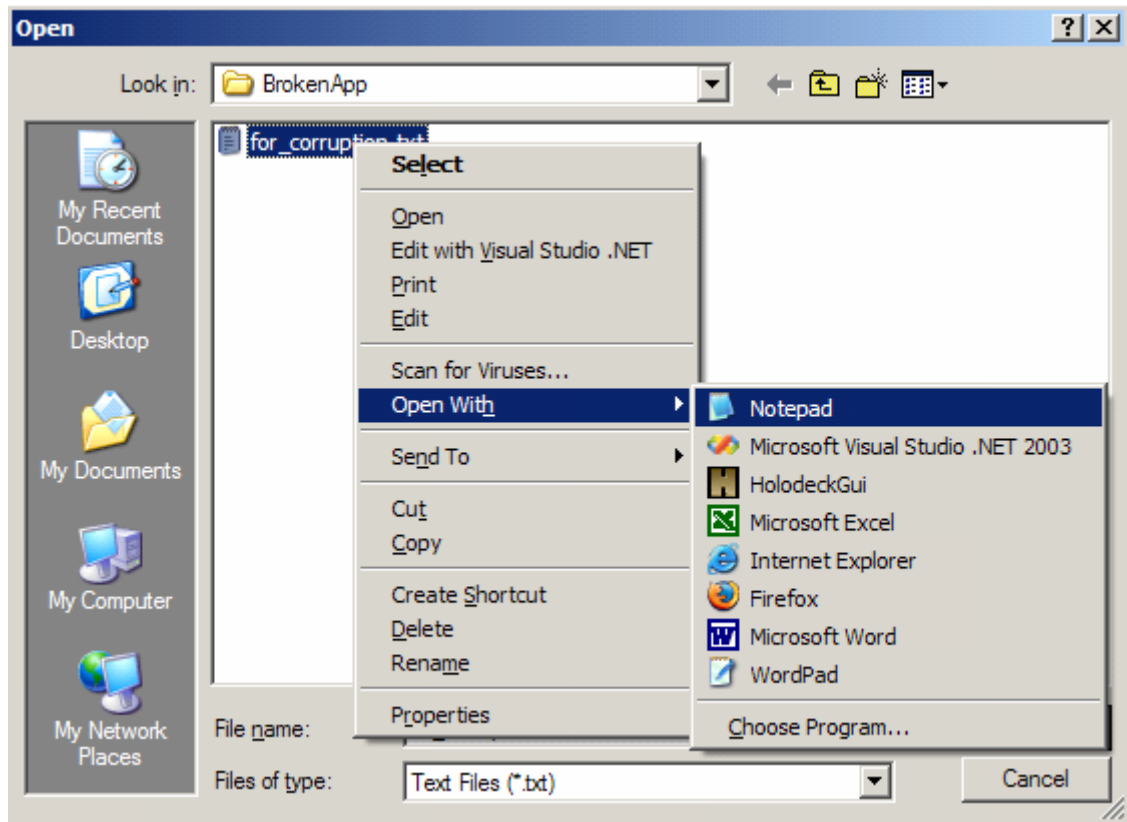 Open
Look in: BrokenApp
for_corruption.txt
My Recent
Documents
Desktop
My Documents
My Computer
My Network
Places
Select
Open
Edit with Visual Studio .NET
Print
Edit
Scan for Viruses...
Open With
Send To
Cut
Copy
Create Shortcut
Delete
Rename
Properties
Notepad
Microsoft Visual Studio .NET 2003
HolodeckGui
Microsoft Excel
Internet Explorer
Firefox
Microsoft Word
WordPad
Choose Program...
File name:
Files of type: Text Files (*.txt)
Cancel